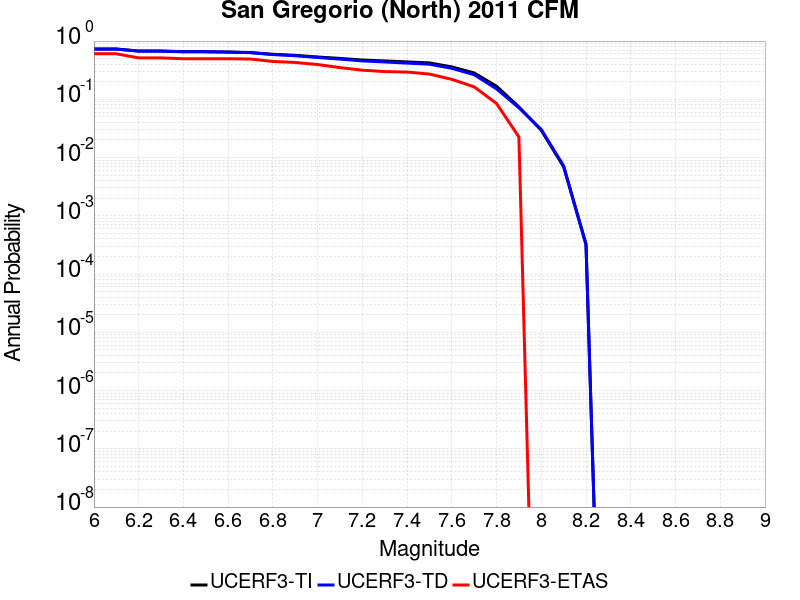 San Gregorio (North) 2011 CFM
10^0
10^-1
10^-2
10^-3
10^-4
10^-5
10^-6
10^-7
10^-8
Annual Probability
6 6.2 6.4 6.6 6.8 7 7.2 7.4 7.6 7.8 8 8.2 8.4 8.6 8.8 9
Magnitude
UCERF3-TI UCERF3-TD UCERF3-ETAS